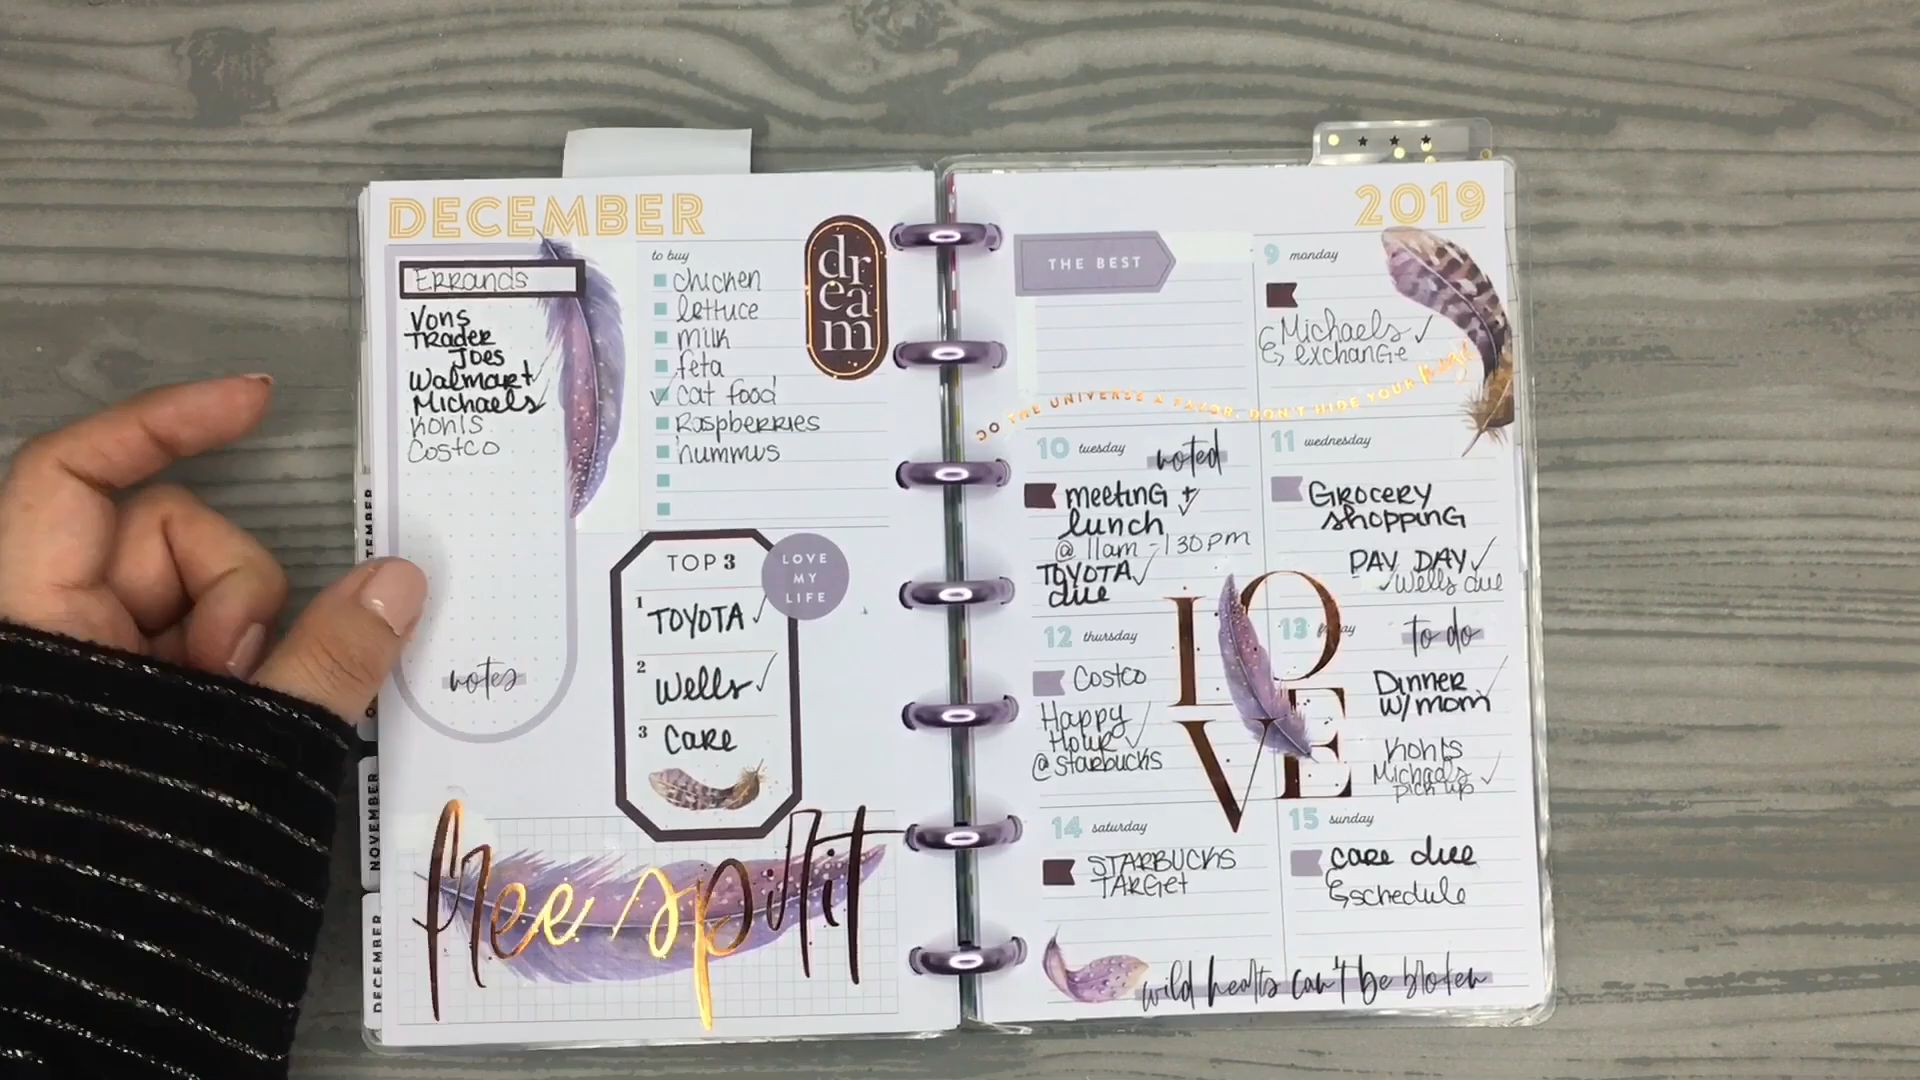 DECEMBER
Errands
Vons
Trader
Joes
Walmart
Michaels
Kohls
Costco
notes
to buy
chicken
lettuce
milk
feta
cat food
Raspberries
hummus
dream
TOP 3
1 TOYOTA
2 Wells
3 Care
LOVE
MY
LIFE
free spirit
NOVEMBER
DECEMBER
2019
THE BEST
9 monday
Michaels
exchange
DO THE UNIVERSE A FAVOR, DON'T HIDE YOUR magic
10 tuesday
noted
meeting +
lunch
@ 11am - 130pm
TOYOTA
due
11 wednesday
Grocery
shopping
PAY DAY
Wells due
LOVE
12 thursday
Costco
Happy
Hour
@ starbucks
13 friday
to do
Dinner
w/mom
Kohls
Michaels
pick up
14 saturday
STARBUCKS
TARGET
15 sunday
care due
schedule
wild hearts can't be broken